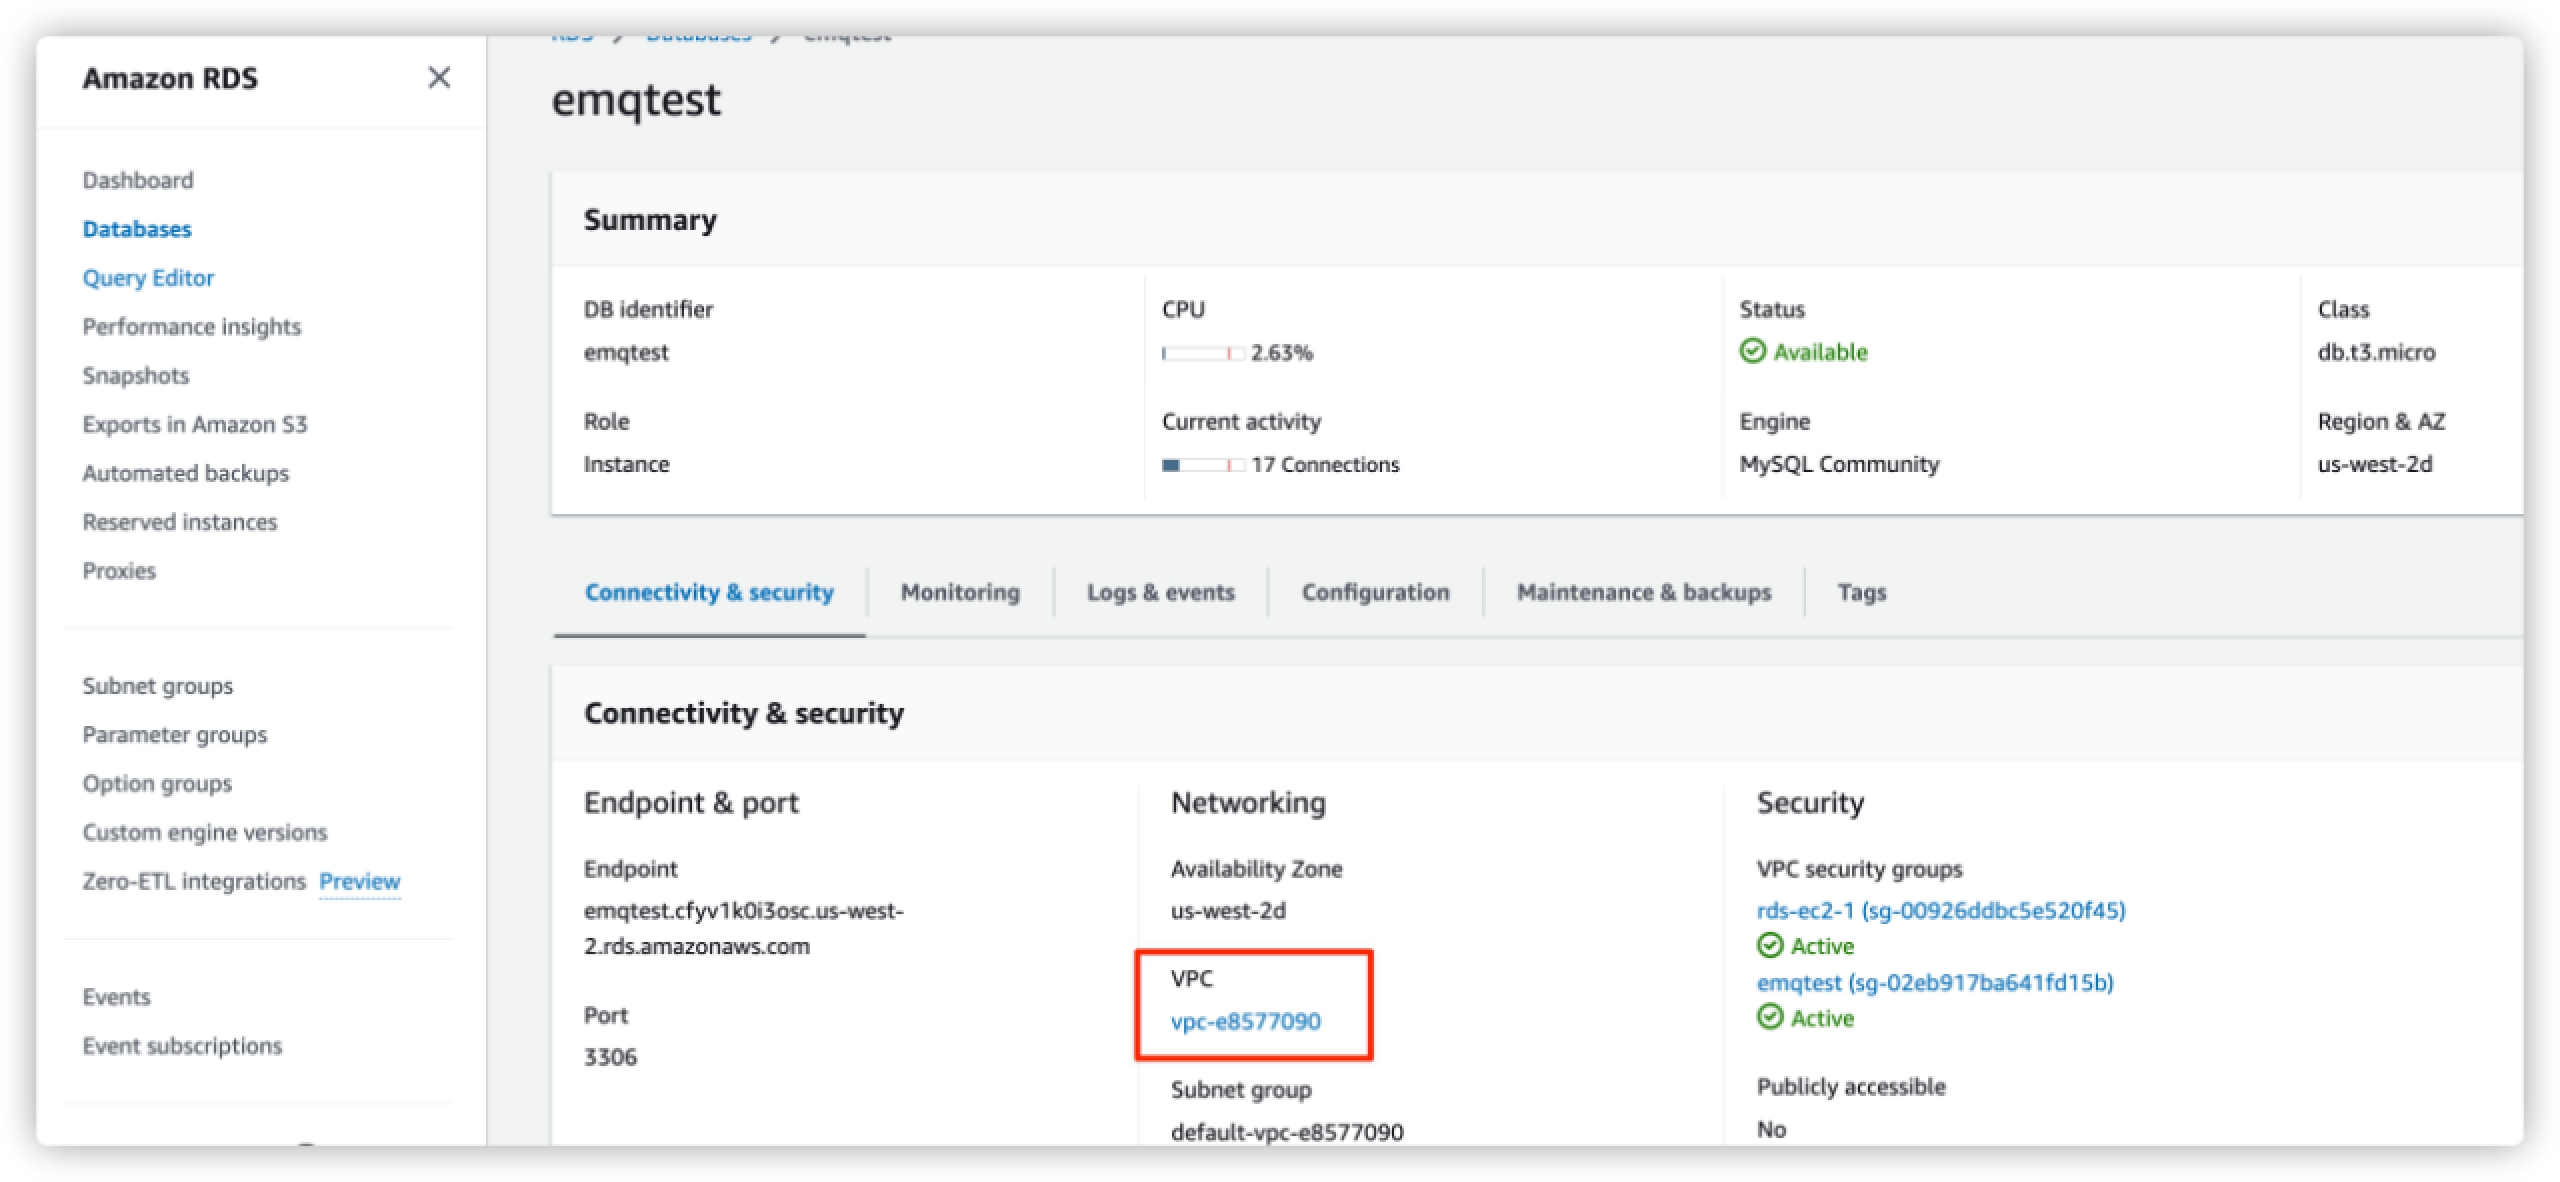 Amazon RDS
Dashboard
Databases
Query Editor
Performance insights
Snapshots
Exports in Amazon S3
Automated backups
Reserved instances
Proxies
Subnet groups
Parameter groups
Option groups
Custom engine versions
Zero-ETL integrations Preview
Events
Event subscriptions
RDS > Databases > emqtest
emqtest
Summary
DB identifier
emqtest
CPU
2.63%
Status
Available
Class
db.t3.micro
Role
Instance
Current activity
17 Connections
Engine
MySQL Community
Region & AZ
us-west-2d
Connectivity & security
Monitoring
Logs & events
Configuration
Maintenance & backups
Tags
Connectivity & security
Endpoint & port
Endpoint
emqtest.cfyv1k0i3osc.us-west-
2.rds.amazonaws.com
Port
3306
Networking
Availability Zone
us-west-2d
VPC
vpc-e8577090
Subnet group
default-vpc-e8577090
Security
VPC security groups
rds-ec2-1 (sg-00926ddbc5e520f45)
Active
emqtest (sg-02eb917ba641fd15b)
Active
Publicly accessible
No